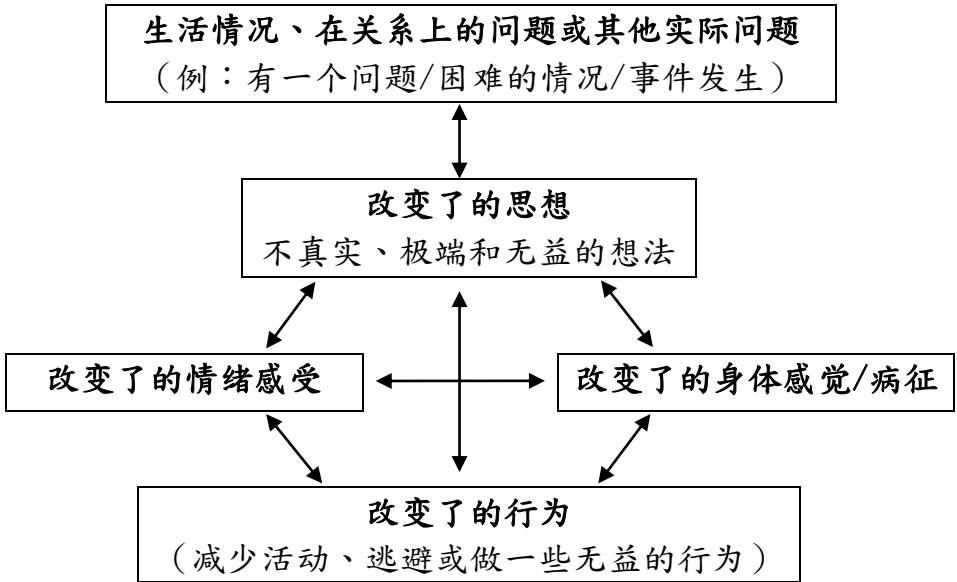 生活情况、在关系上的问题或其他实际问题
（例：有一个问题/困难的情况/事件发生）
改变了的思想
不真实、极端和无益的想法
改变了的情绪感受
改变了的身体感觉/病征
改变了的行为
（减少活动、逃避或做一些无益的行为）